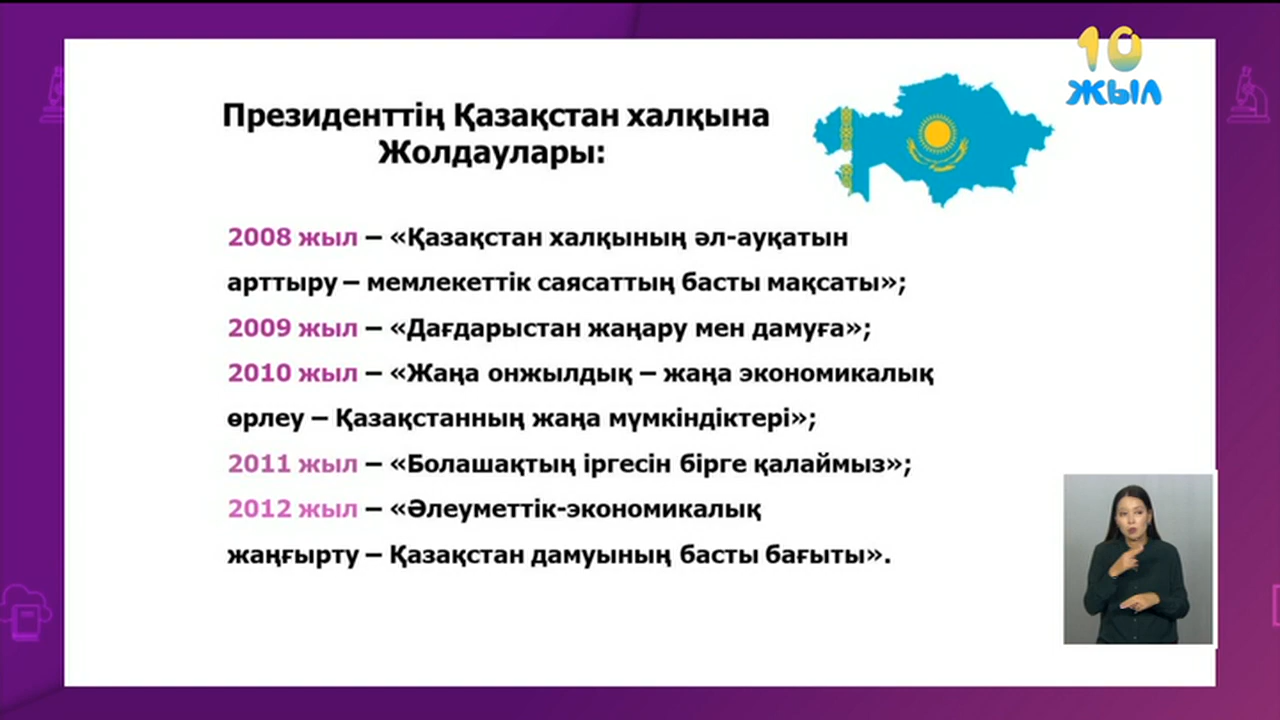 10
ЖЫЛ
Президенттің Қазақстан халқына
Жолдаулары:
2008 жыл – «Қазақстан халқының әл-ауқатын
арттыру – мемлекеттік саясаттың басты мақсаты»;
2009 жыл – «Дағдарыстан жаңару мен дамуға»;
2010 жыл – «Жаңа онжылдық – жаңа экономикалық
өрлеу – Қазақстанның жаңа мүмкіндіктері»;
2011 жыл – «Болашақтың іргесін бірге қалаймыз»;
2012 жыл – «Әлеуметтік-экономикалық
жаңғырту – Қазақстан дамуының басты бағыты».